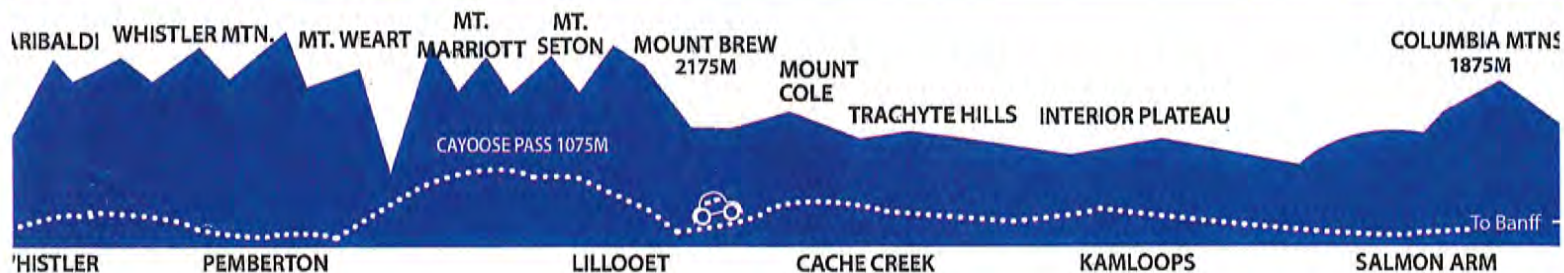 ARIBALDI
WHISTLER MTN.
MT. WEART
MT.
MARRIOTT
MT.
SETON
MOUNT BREW
2175M
MOUNT
COLE
TRACHYTE HILLS
INTERIOR PLATEAU
COLUMBIA MTNS
1875M
CAYOOSE PASS 1075M
To Banff
HISTLER
PEMBERTON
LILLOOET
CACHE CREEK
KAMLOOPS
SALMON ARM